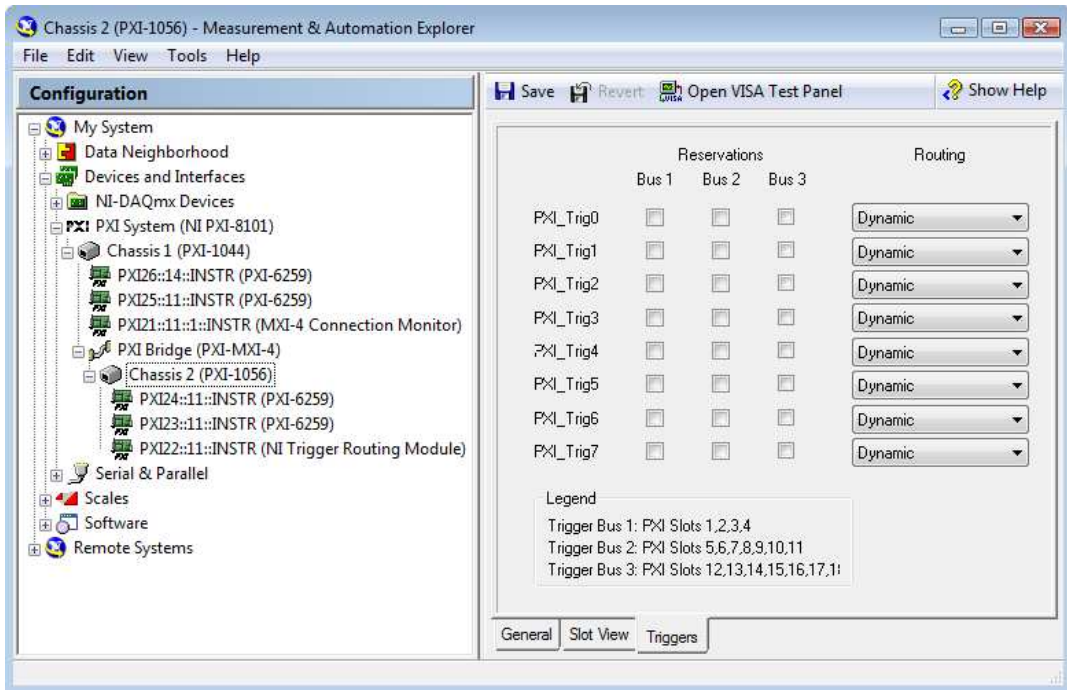 Chassis 2 (PXI-1056) - Measurement & Automation Explorer
File Edit View Tools Help
Configuration
My System
Data Neighborhood
Devices and Interfaces
NI-DAQmx Devices
PXI PXI System (NI PXI-8101)
Chassis 1 (PXI-1044)
PXI26::14::INSTR (PXI-6259)
PXI25::11::INSTR (PXI-6259)
PXI21::11::1::INSTR (MXI-4 Connection Monitor)
PXI Bridge (PXI-MXI-4)
Chassis 2 (PXI-1056)
PXI24::11::INSTR (PXI-6259)
PXI23::11::INSTR (PXI-6259)
PXI22::11::INSTR (NI Trigger Routing Module)
Serial & Parallel
Scales
Software
Remote Systems
Save Revert Open VISA Test Panel Show Help
Reservations Routing
Bus 1 Bus 2 Bus 3
PXI_Trig0 Dynamic
PXI_Trig1 Dynamic
PXI_Trig2 Dynamic
PXI_Trig3 Dynamic
PXI_Trig4 Dynamic
PXI_Trig5 Dynamic
PXI_Trig6 Dynamic
PXI_Trig7 Dynamic
Legend
Trigger Bus 1: PXI Slots 1,2,3,4
Trigger Bus 2: PXI Slots 5,6,7,8,9,10,11
Trigger Bus 3: PXI Slots 12,13,14,15,16,17,1
General Slot View Triggers